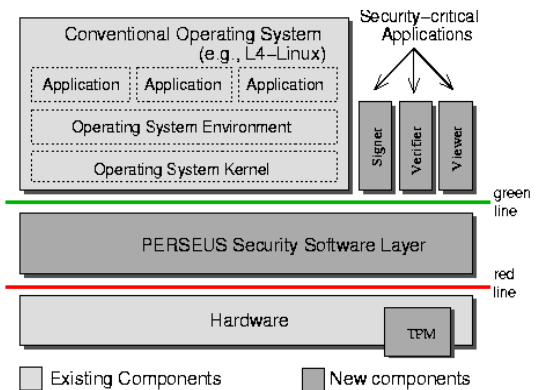 Conventional Operating System
(e.g., L4-Linux)
Application
Application
Application
Operating System Environment
Operating System Kernel
Security-critical
Applications
Signer
Verifier
Viewer
green
line
PERSEUS Security Software Layer
red
line
Hardware
TPM
Existing Components
New components